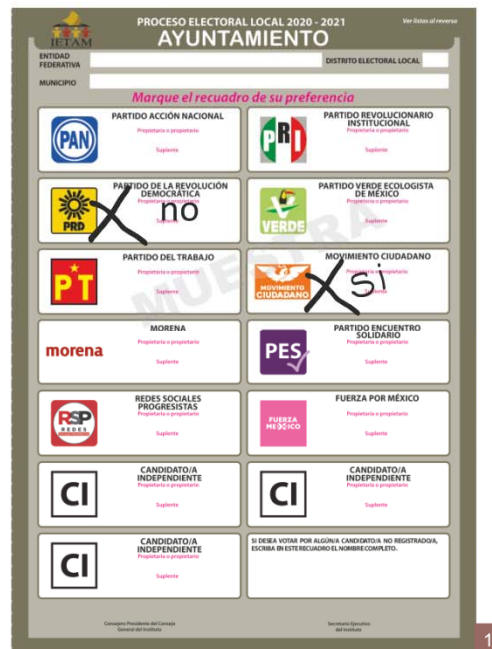 PROCESO ELECTORAL LOCAL 2020 - 2021
Ver listas al reverso
IETAM
AYUNTAMIENTO
ENTIDAD
FEDERATIVA
DISTRITO ELECTORAL LOCAL
MUNICIPIO
Marque el recuadro de su preferencia
PAN
PARTIDO ACCIÓN NACIONAL
Propietaria o propietario
Suplente
PRI
PARTIDO REVOLUCIONARIO
INSTITUCIONAL
Propietaria o propietario
Suplente
PRD
PARTIDO DE LA REVOLUCIÓN
DEMOCRÁTICA
Propietaria o propietario
Suplente
X no
VERDE
PARTIDO VERDE ECOLOGISTA
DE MÉXICO
Propietaria o propietario
Suplente
PT
PARTIDO DEL TRABAJO
Propietaria o propietario
Suplente
MOVIMIENTO
CIUDADANO
MOVIMIENTO CIUDADANO
Propietaria o propietario
Suplente
X si
MUESTRA
morena
MORENA
Propietaria o propietario
Suplente
PES
PARTIDO ENCUENTRO
SOLIDARIO
Propietaria o propietario
Suplente
RSP
REDES
REDES SOCIALES
PROGRESISTAS
Propietaria o propietario
Suplente
FUERZA
MEXICO
FUERZA POR MÉXICO
Propietaria o propietario
Suplente
CI
CANDIDATO/A
INDEPENDIENTE
Propietaria o propietario
Suplente
CI
CANDIDATO/A
INDEPENDIENTE
Propietaria o propietario
Suplente
CI
CANDIDATO/A
INDEPENDIENTE
Propietaria o propietario
Suplente
SI DESEA VOTAR POR ALGÚN/A CANDIDATO/A NO REGISTRADO/A,
ESCRIBA EN ESTE RECUADRO EL NOMBRE COMPLETO.
Consejero Presidente del Consejo
General del Instituto
Secretario Ejecutivo
del Instituto
1